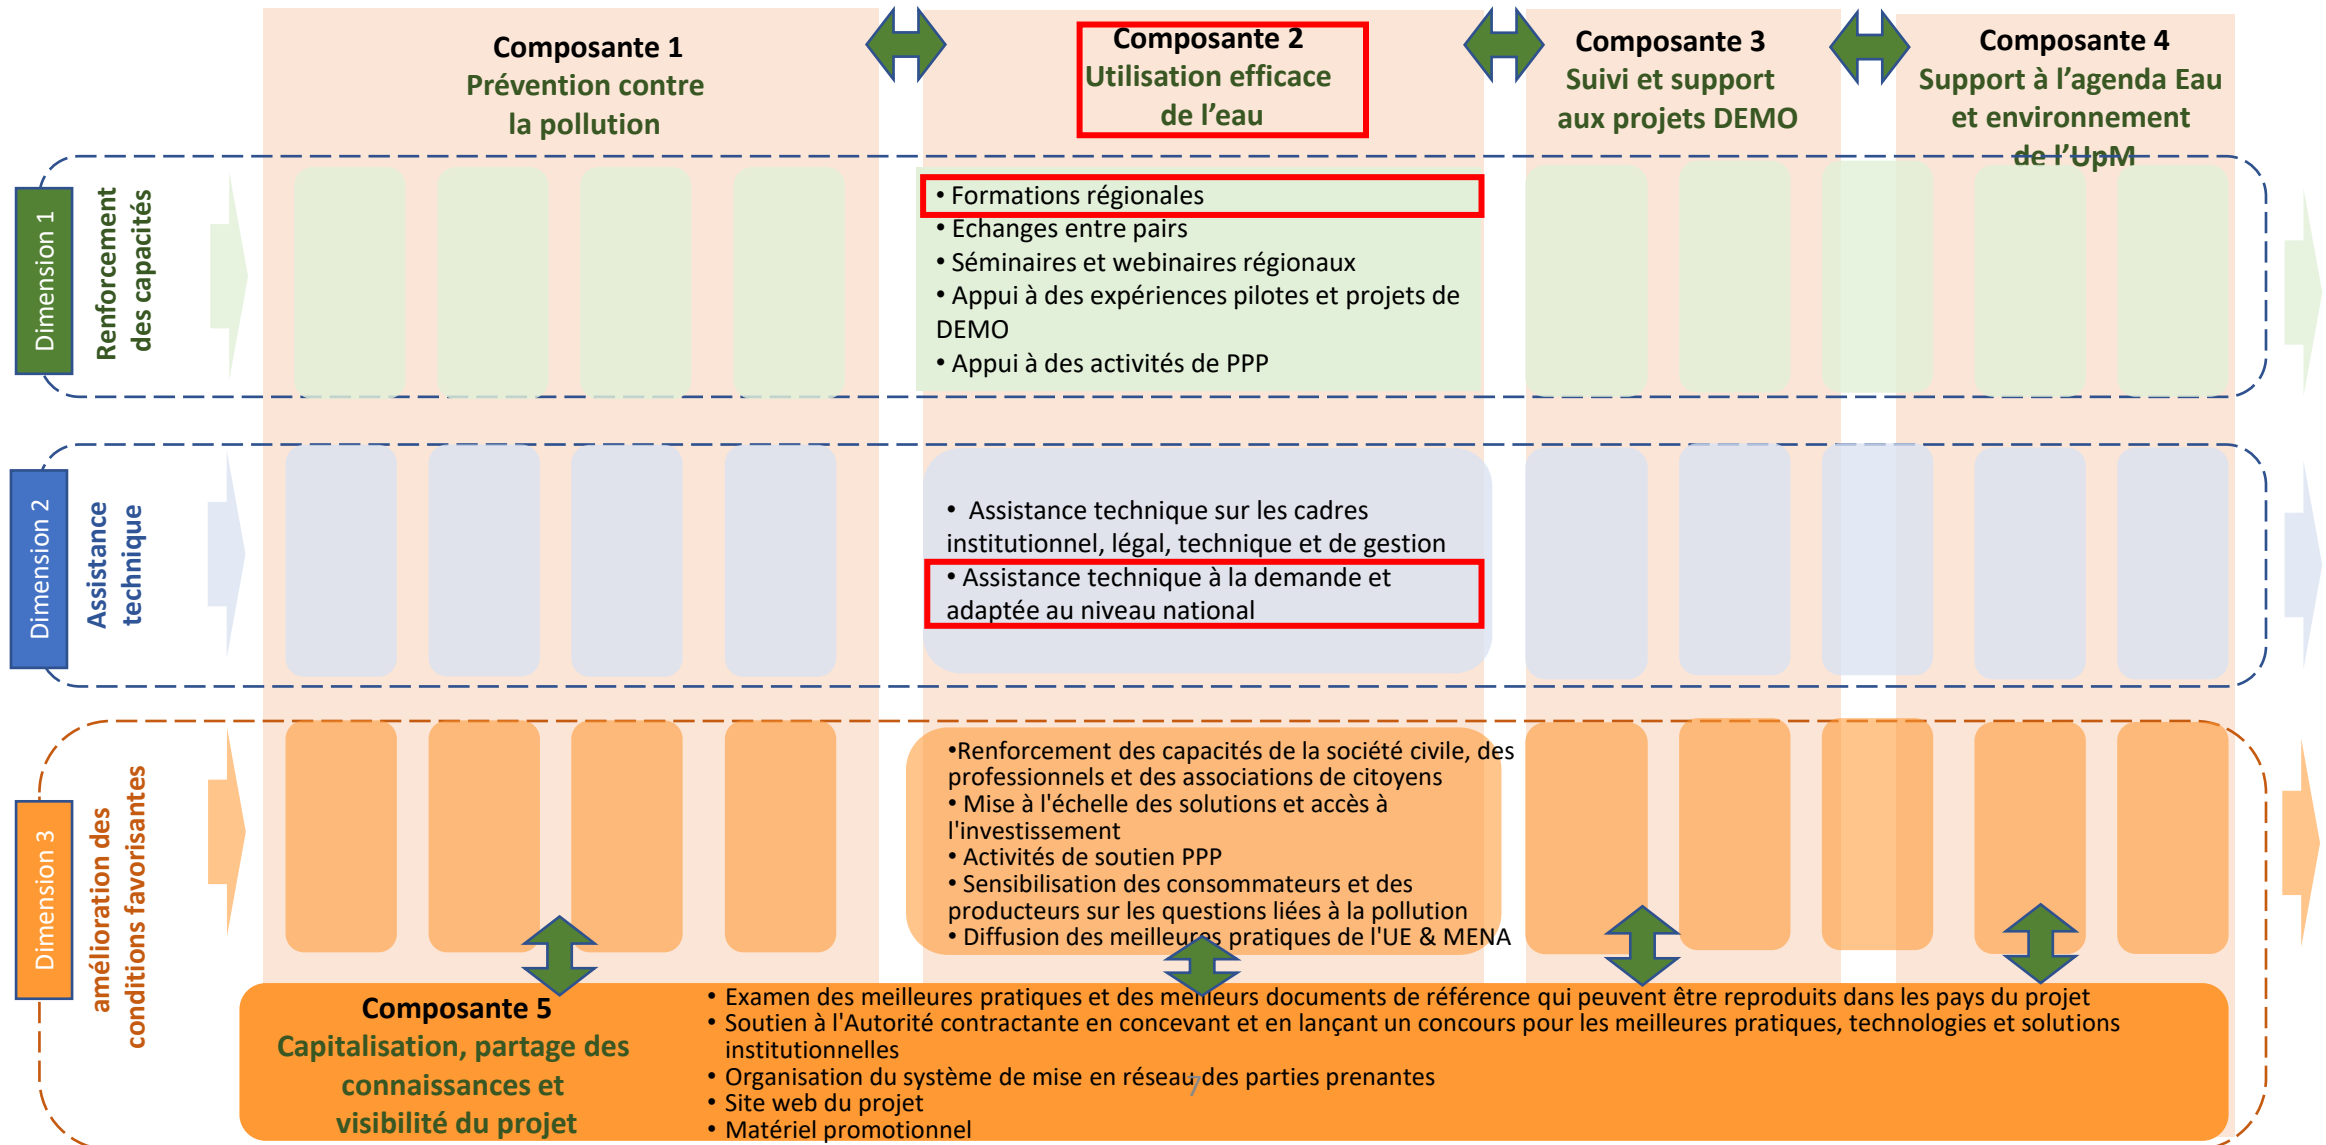 Composante 1
Prévention contre
la pollution
Composante 2
Utilisation efficace
de l'eau
Composante 3
Suivi et support
aux projets DEMO
Composante 4
Support à l'agenda Eau
et environnement
de l'UpM
Dimension 1
Renforcement
des capacités
• Formations régionales
• Echanges entre pairs
• Séminaires et webinaires régionaux
• Appui à des expériences pilotes et projets de
DEMO
• Appui à des activités de PPP
Dimension 2
Assistance
technique
• Assistance technique sur les cadres
institutionnel, légal, technique et de gestion
• Assistance technique à la demande et
adaptée au niveau national
Dimension 3
amélioration des
conditions favorisantes
•Renforcement des capacités de la société civile, des
professionnels et des associations de citoyens
• Mise à l'échelle des solutions et accès à
l'investissement
• Activités de soutien PPP
• Sensibilisation des consommateurs et des
producteurs sur les questions liées à la pollution
• Diffusion des meilleures pratiques de l'UE & MENA
Composante 5
Capitalisation, partage des
connaissances et
visibilité du projet
• Examen des meilleures pratiques et des meilleurs documents de référence qui peuvent être reproduits dans les pays du projet
• Soutien à l'Autorité contractante en concevant et en lançant un concours pour les meilleures pratiques, technologies et solutions
institutionnelles
• Organisation du système de mise en réseau des parties prenantes
• Site web du projet
• Matériel promotionnel
7